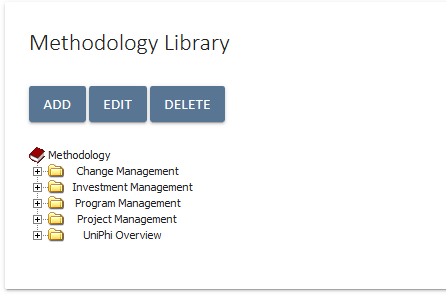 Methodology Library
ADD EDIT DELETE
Methodology
Change Management
Investment Management
Program Management
Project Management
UniPhi Overview